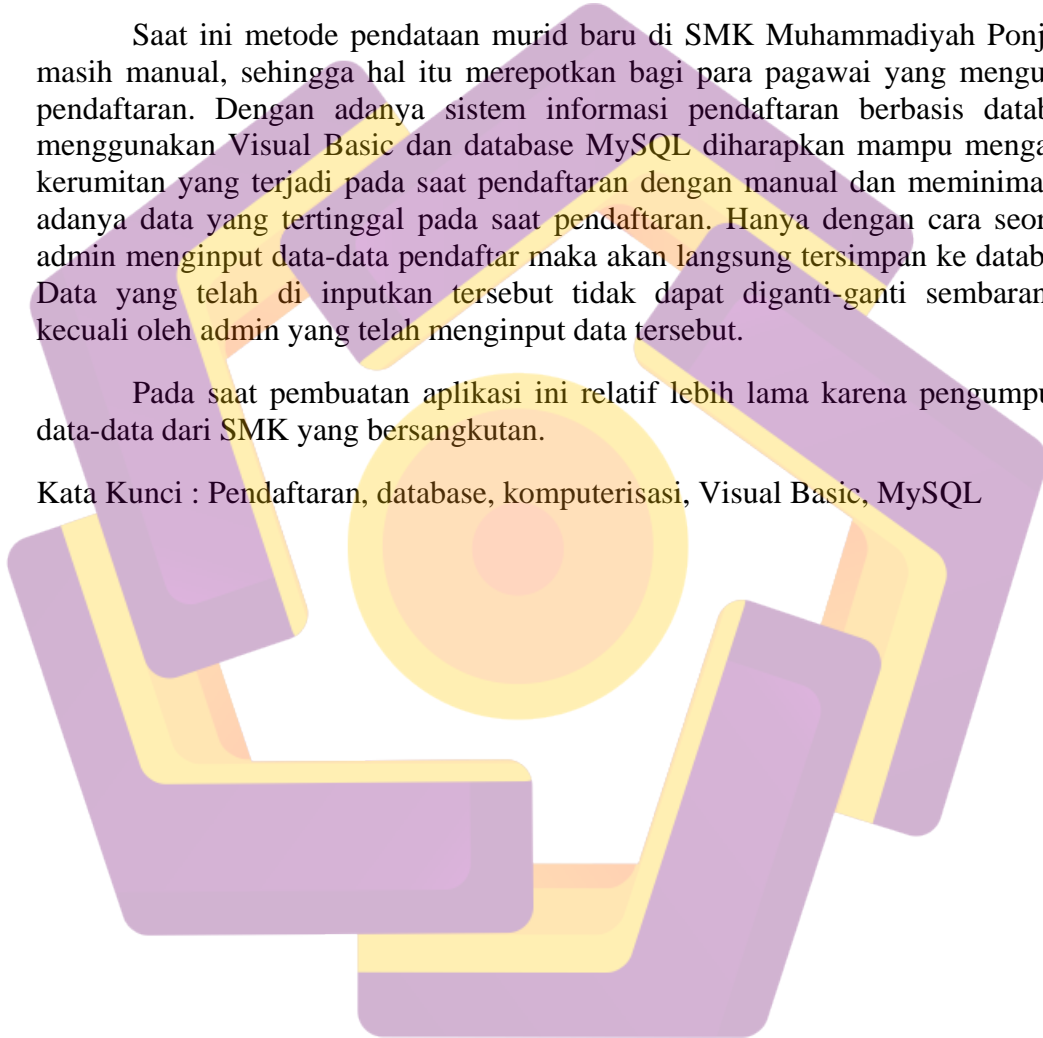 Saat ini metode pendataan murid baru di SMK Muhammadiyah Ponj
masih manual, sehingga hal itu merepotkan bagi para pagawai yang mengu
pendaftaran. Dengan adanya sistem informasi pendaftaran berbasis datab
menggunakan Visual Basic dan database MySQL diharapkan mampu menga
kerumitan yang terjadi pada saat pendaftaran dengan manual dan meminima
adanya data yang tertinggal pada saat pendaftaran. Hanya dengan cara seor
admin menginput data-data pendaftar maka akan langsung tersimpan ke datab
Data yang telah di inputkan tersebut tidak dapat diganti-ganti sembaran
kecuali oleh admin yang telah menginput data tersebut.
Pada saat pembuatan aplikasi ini relatif lebih lama karena pengumpu
data-data dari SMK yang bersangkutan.
Kata Kunci : Pendaftaran, database, komputerisasi, Visual Basic, MySQL